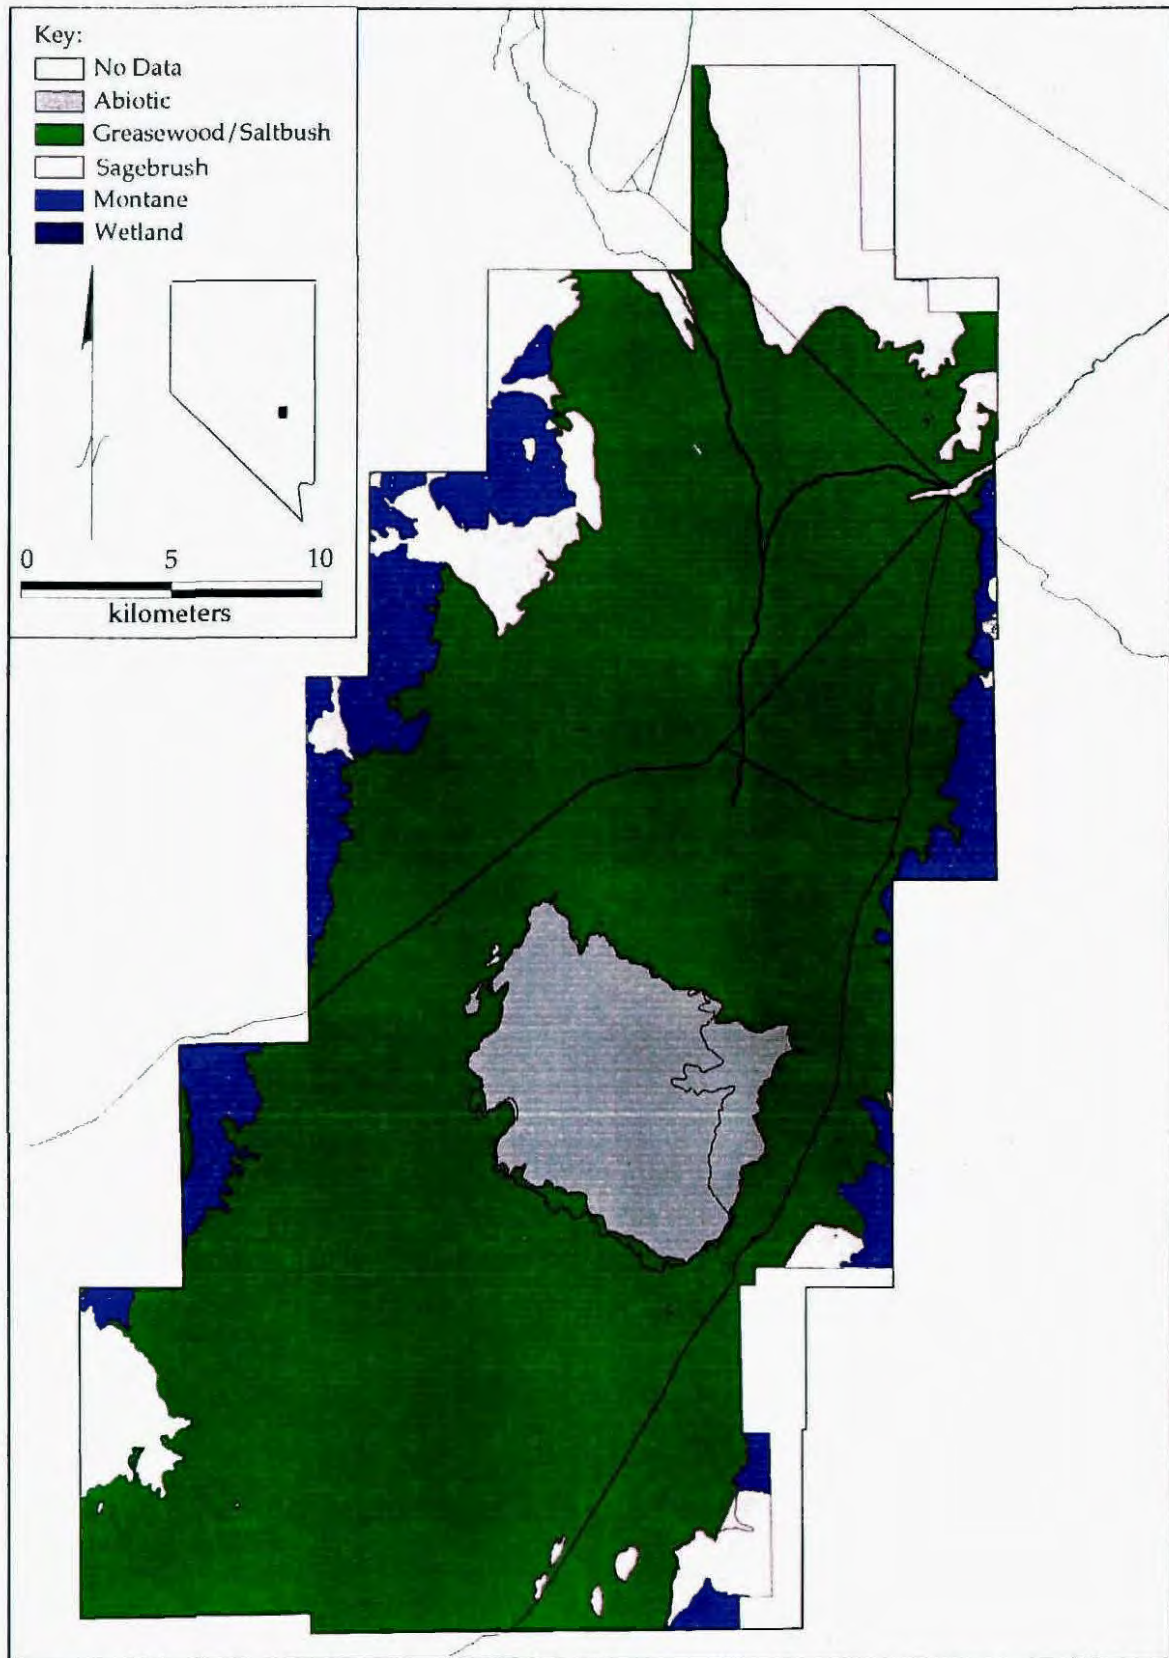 Key:
No Data
Abiotic
Greasewood/Saltbush
Sagebrush
Montane
Wetland
0 5 10
kilometers